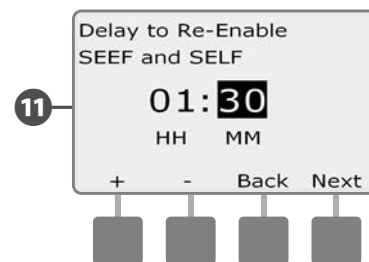 Delay to Re-Enable
SEEF and SELF
11
01:30
HH MM
+ - Back Next